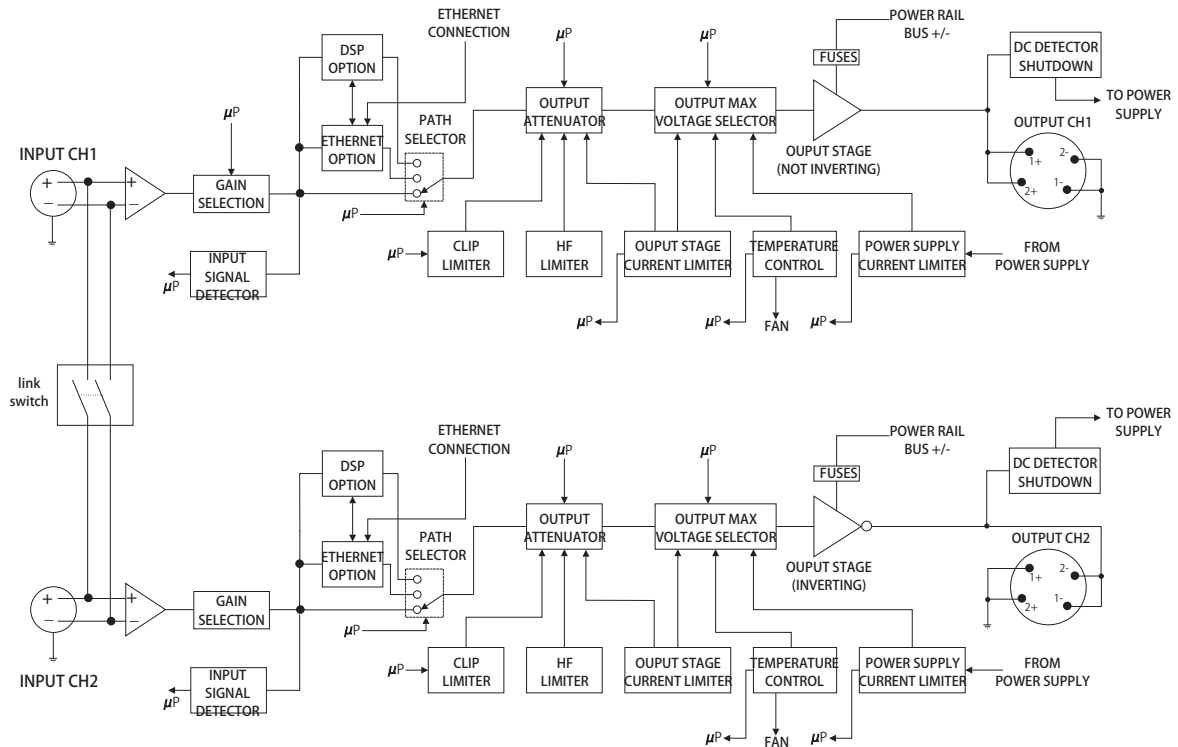 ETHERNET
CONNECTION
µP
µP
POWER RAIL
BUS +/-
DSP
OPTION
FUSES
DC DETECTOR
SHUTDOWN
µP
ETHERNET
OPTION
PATH
SELECTOR
OUTPUT
ATTENUATOR
OUTPUT MAX
VOLTAGE SELECTOR
TO POWER
SUPPLY
OUTPUT CH1
1+
2-
2+
1-
OUPUT STAGE
(NOT INVERTING)
INPUT CH1
+
−
+
−
GAIN
SELECTION
µP
µP
CLIP
LIMITER
HF
LIMITER
OUPUT STAGE
CURRENT LIMITER
TEMPERATURE
CONTROL
POWER SUPPLY
CURRENT LIMITER
FROM
POWER SUPPLY
INPUT
SIGNAL
DETECTOR
µP
µP
µP
FAN
µP
link
switch
ETHERNET
CONNECTION
µP
µP
POWER RAIL
BUS +/-
TO POWER
SUPPLY
DSP
OPTION
FUSES
DC DETECTOR
SHUTDOWN
ETHERNET
OPTION
PATH
SELECTOR
OUTPUT
ATTENUATOR
OUTPUT MAX
VOLTAGE SELECTOR
OUTPUT CH2
1+
2-
2+
1-
OUPUT STAGE
(INVERTING)
+
−
+
−
GAIN
SELECTION
µP
INPUT CH2
µP
CLIP
LIMITER
HF
LIMITER
OUPUT STAGE
CURRENT LIMITER
TEMPERATURE
CONTROL
POWER SUPPLY
CURRENT LIMITER
FROM
POWER SUPPLY
INPUT
SIGNAL
DETECTOR
µP
µP
FAN
µP